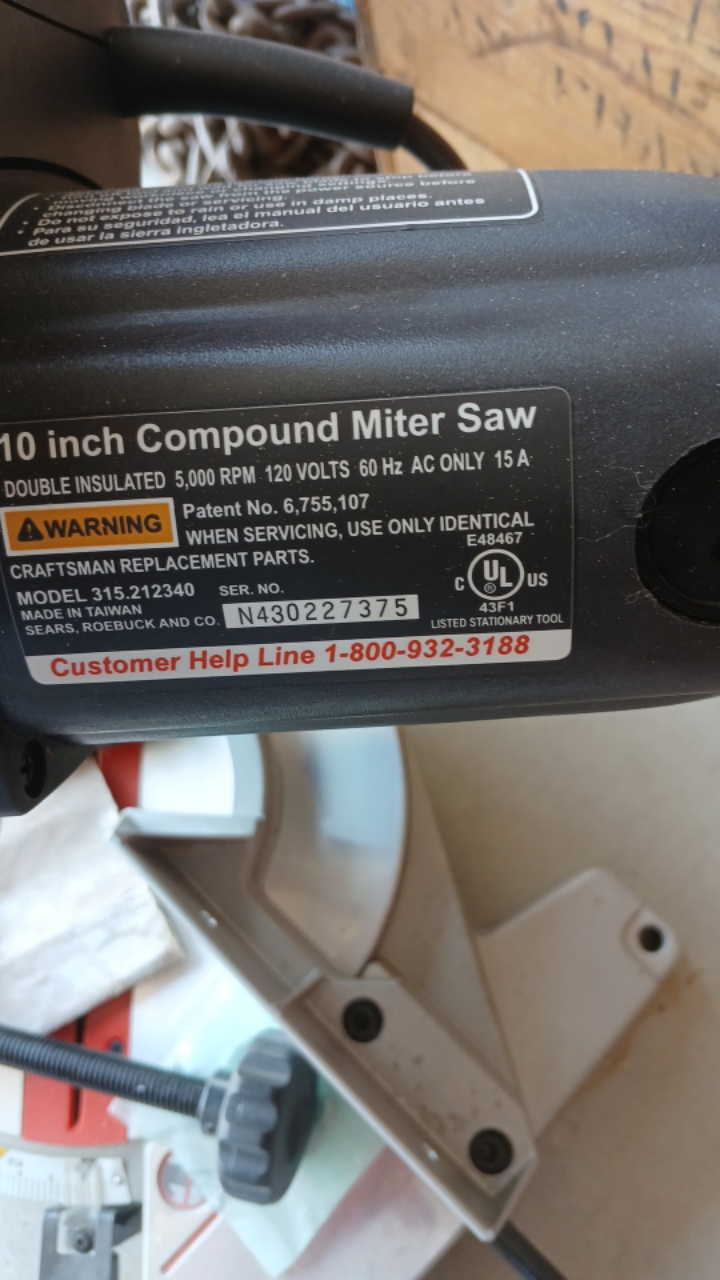 changing blade or servicing.
• Do not expose to rain or use in damp places.
• Para su seguridad, lea el manual del usuario antes
de usar la sierra ingletadora.
10 inch Compound Miter Saw
DOUBLE INSULATED 5,000 RPM 120 VOLTS 60 Hz AC ONLY 15 A
WARNING
Patent No. 6,755,107
WHEN SERVICING, USE ONLY IDENTICAL
CRAFTSMAN REPLACEMENT PARTS.
E48467
C UL ® US
43F1
LISTED STATIONARY TOOL
MODEL 315.212340 SER. NO.
MADE IN TAIWAN
SEARS, ROEBUCK AND CO. N430227375
Customer Help Line 1-800-932-3188